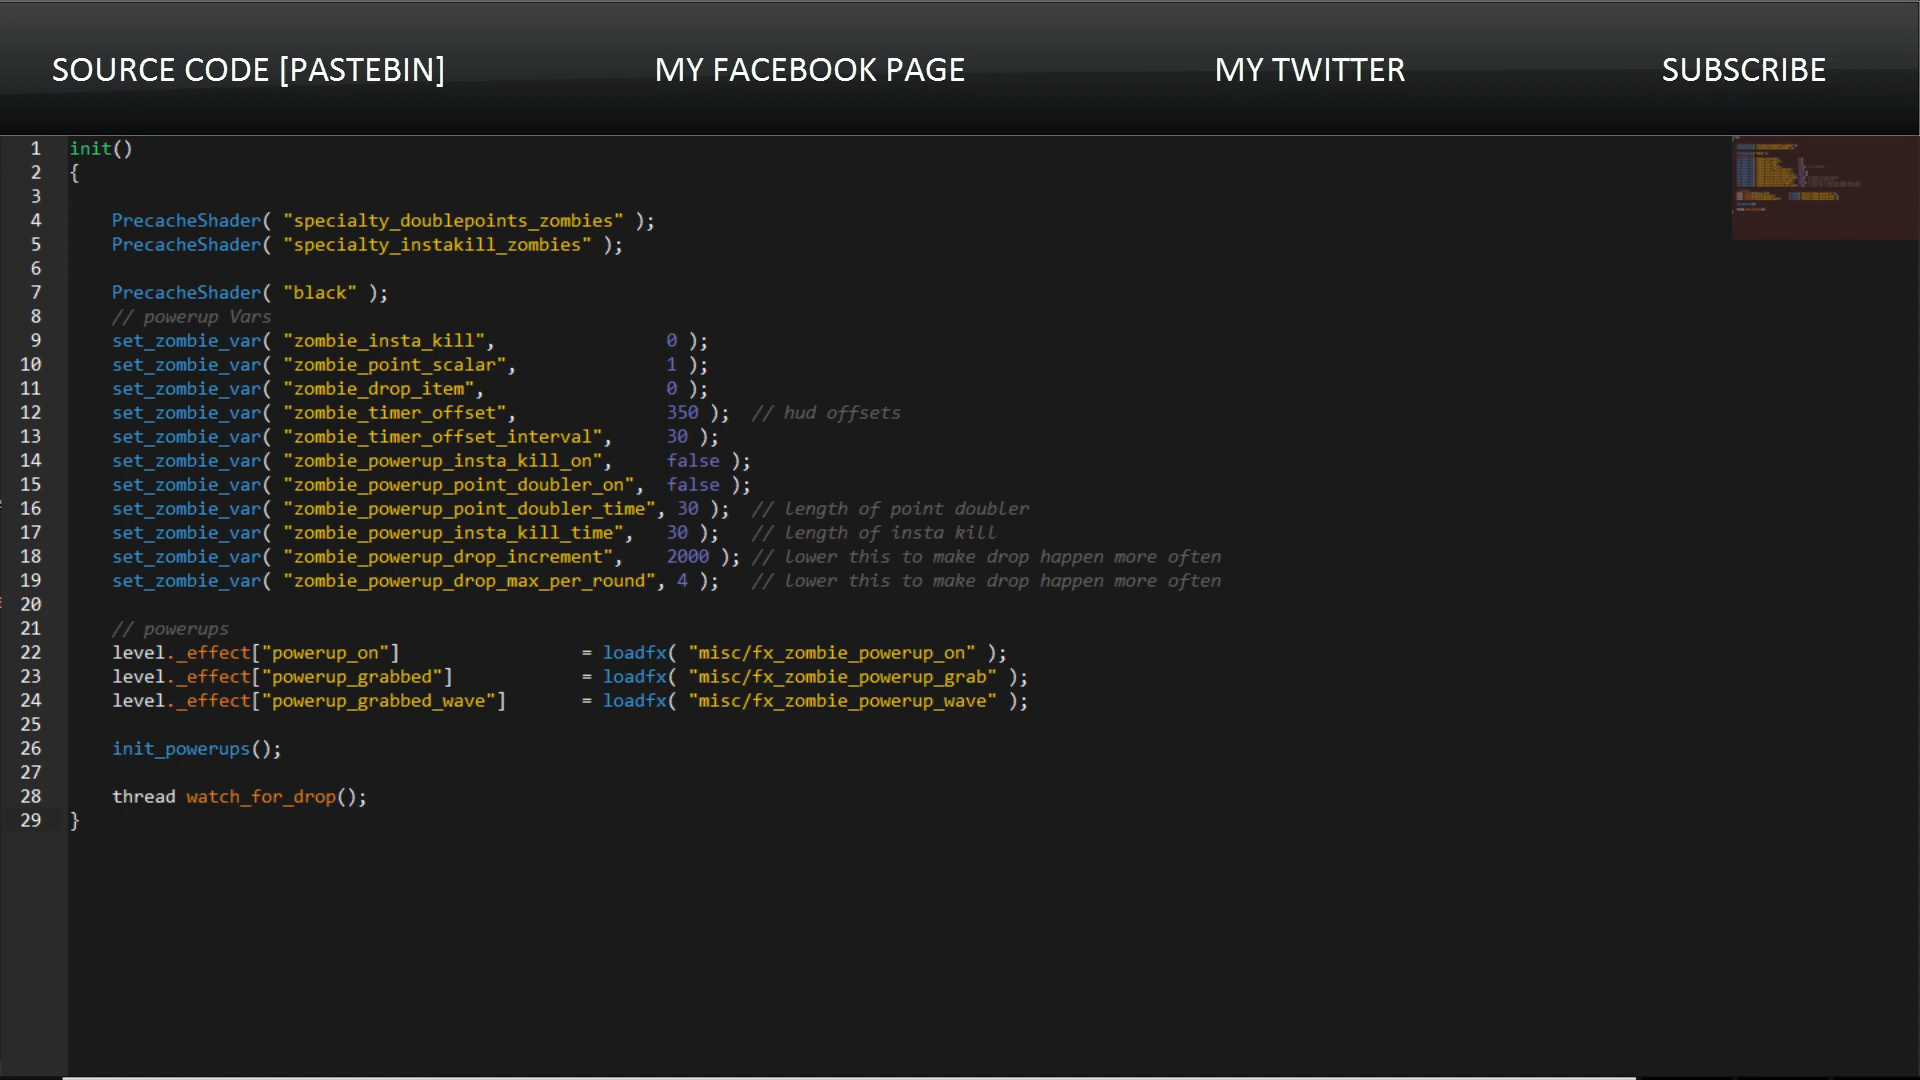 SOURCE CODE [PASTEBIN] MY FACEBOOK PAGE MY TWITTER SUBSCRIBE
1 init()
2 {
3
4 PrecacheShader( "specialty_doublepoints_zombies" );
5 PrecacheShader( "specialty_instakill_zombies" );
6
7 PrecacheShader( "black" );
8 // powerup Vars
9 set_zombie_var( "zombie_insta_kill", 0 );
10 set_zombie_var( "zombie_point_scalar", 1 );
11 set_zombie_var( "zombie_drop_item", 0 );
12 set_zombie_var( "zombie_timer_offset", 350 ); // hud offsets
13 set_zombie_var( "zombie_timer_offset_interval", 30 );
14 set_zombie_var( "zombie_powerup_insta_kill_on", false );
15 set_zombie_var( "zombie_powerup_point_doubler_on", false );
16 set_zombie_var( "zombie_powerup_point_doubler_time", 30 ); // length of point doubler
17 set_zombie_var( "zombie_powerup_insta_kill_time", 30 ); // length of insta kill
18 set_zombie_var( "zombie_powerup_drop_increment", 2000 ); // lower this to make drop happen more often
19 set_zombie_var( "zombie_powerup_drop_max_per_round", 4 ); // lower this to make drop happen more often
20
21 // powerups
22 level._effect["powerup_on"] = loadfx( "misc/fx_zombie_powerup_on" );
23 level._effect["powerup_grabbed"] = loadfx( "misc/fx_zombie_powerup_grab" );
24 level._effect["powerup_grabbed_wave"] = loadfx( "misc/fx_zombie_powerup_wave" );
25
26 init_powerups();
27
28 thread watch_for_drop();
29 }